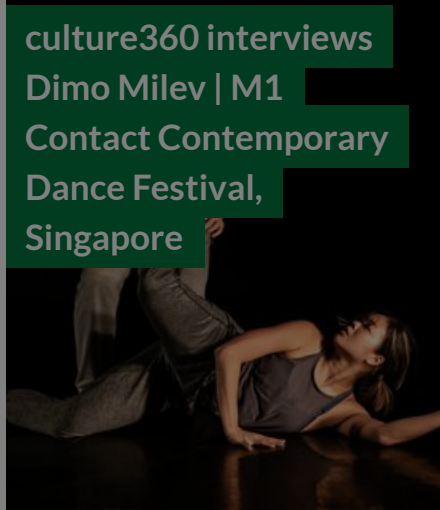 culture360 interviews
Dimo Milev | M1
Contact Contemporary
Dance Festival,
Singapore